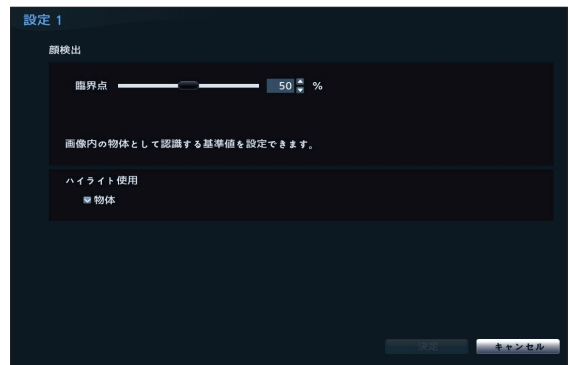 設定 1
顔検出
臨界点 50 %
画像内の物体として認識する基準値を設定できます。
ハイライト使用
物体
決定 キャンセル